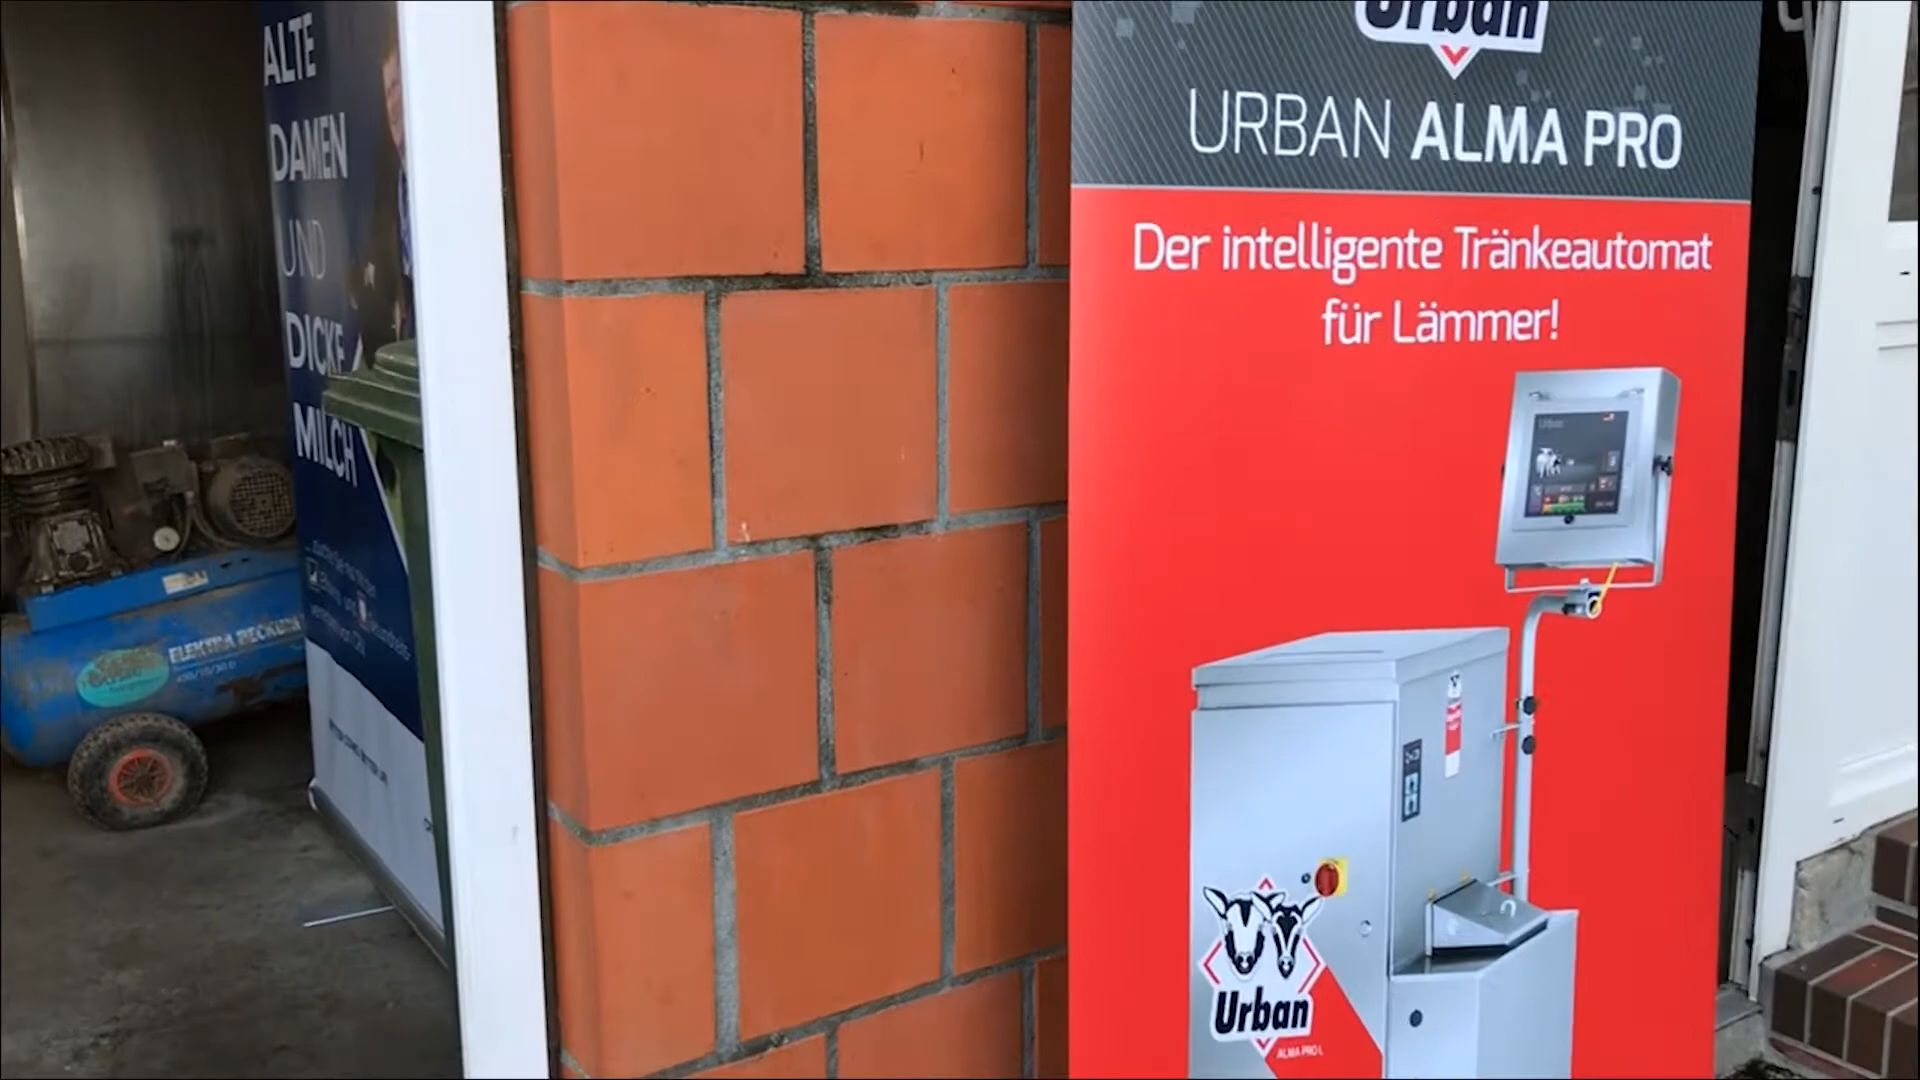 ALTE
DAMEN
UND
DICKE
MILCH
ELEKTRA BECKUM
Urban
URBAN ALMA PRO
Der intelligente Tränkeautomat
für Lämmer!
Urban
Urban
ALMA PRO